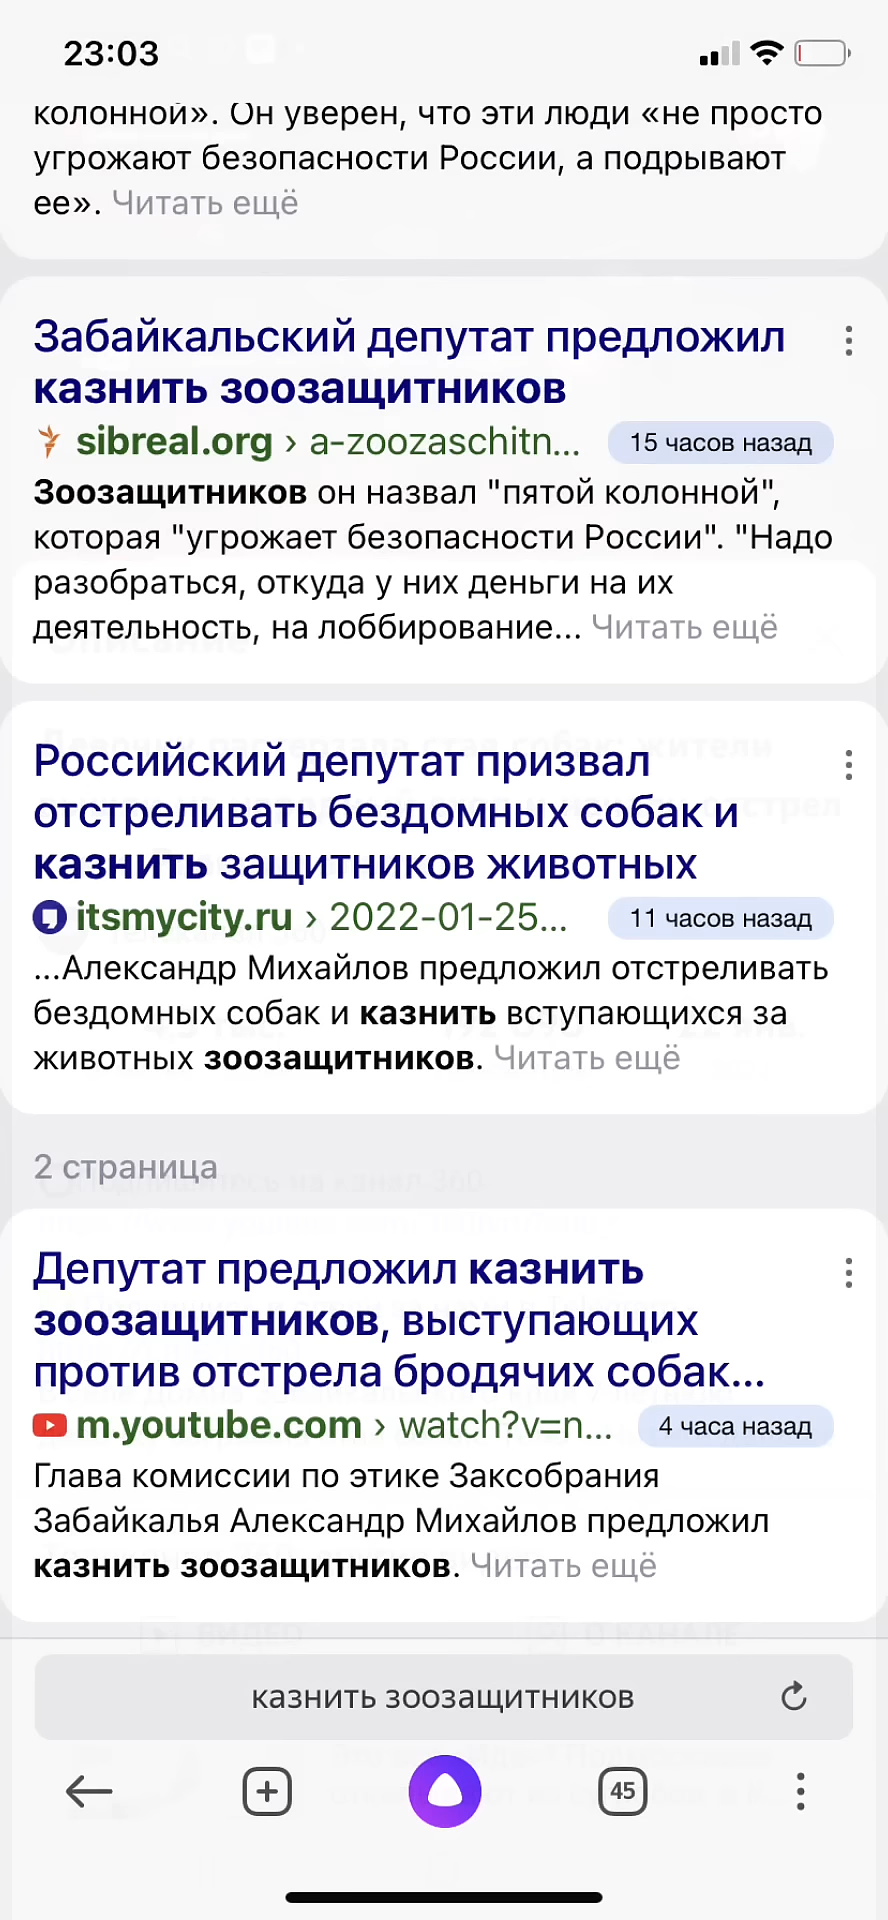 23:03
колонной». Он уверен, что эти люди «не просто
угрожают безопасности России, а подрывают
ее». Читать ещё
Забайкальский депутат предложил
казнить зоозащитников
sibreal.org › a-zoozaschitn... 15 часов назад
Зоозащитников он назвал "пятой колонной",
которая "угрожает безопасности России". "Надо
разобраться, откуда у них деньги на их
деятельность, на лоббирование... Читать ещё
Российский депутат призвал
отстреливать бездомных собак и
казнить защитников животных
itsmycity.ru › 2022-01-25... 11 часов назад
...Александр Михайлов предложил отстреливать
бездомных собак и казнить вступающихся за
животных зоозащитников. Читать ещё
2 страница
Депутат предложил казнить
зоозащитников, выступающих
против отстрела бродячих собак...
m.youtube.com › watch?v=n... 4 часа назад
Глава комиссии по этике Заксобрания
Забайкалья Александр Михайлов предложил
казнить зоозащитников. Читать ещё
казнить зоозащитников
45